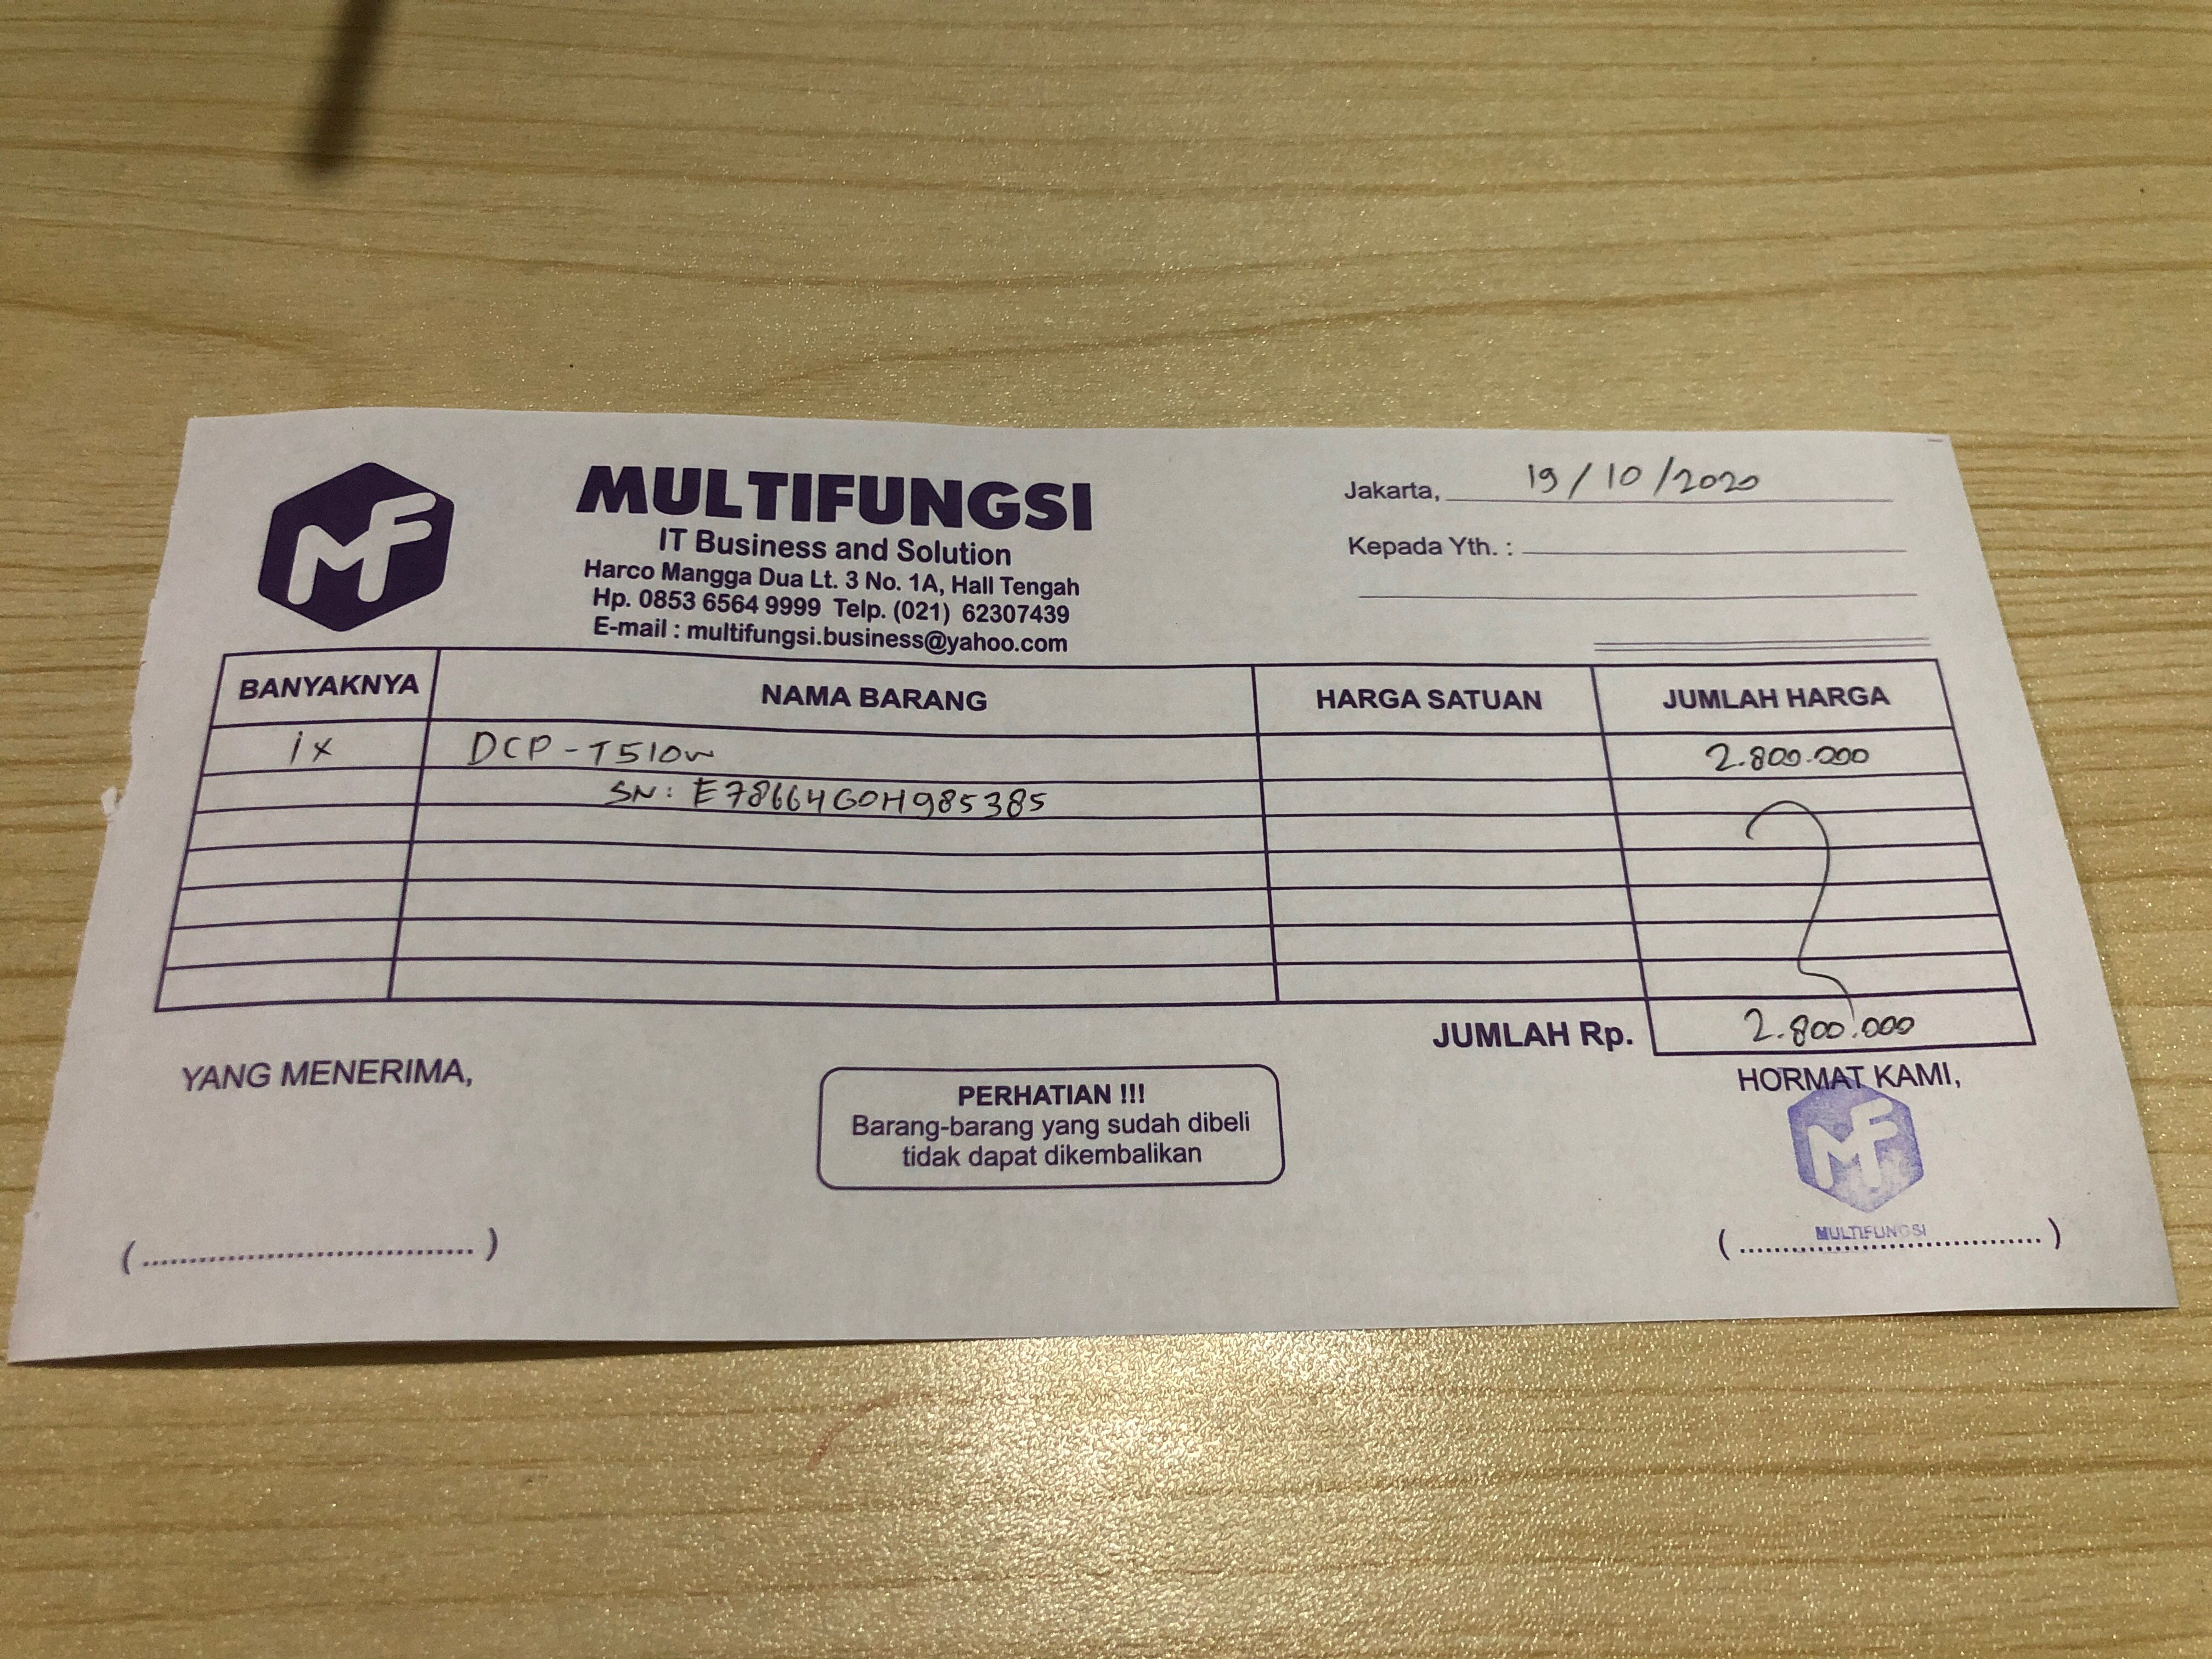 MF
MULTIFUNGSI
IT Business and Solution
Harco Mangga Dua Lt. 3 No. 1A, Hall Tengah
Hp. 0853 6564 9999 Telp. (021) 62307439
E-mail : multifungsi.business@yahoo.com
Jakarta, 19/10/2020
Kepada Yth. :
BANYAKNYA NAMA BARANG HARGA SATUAN JUMLAH HARGA
1x DCP-T510w 2.800.000
SN: E78664G0H985385
JUMLAH Rp. 2.800.000
YANG MENERIMA,
PERHATIAN !!!
Barang-barang yang sudah dibeli
tidak dapat dikembalikan
HORMAT KAMI,
MF
MULTIFUNGSI
(..................................) (..................................)